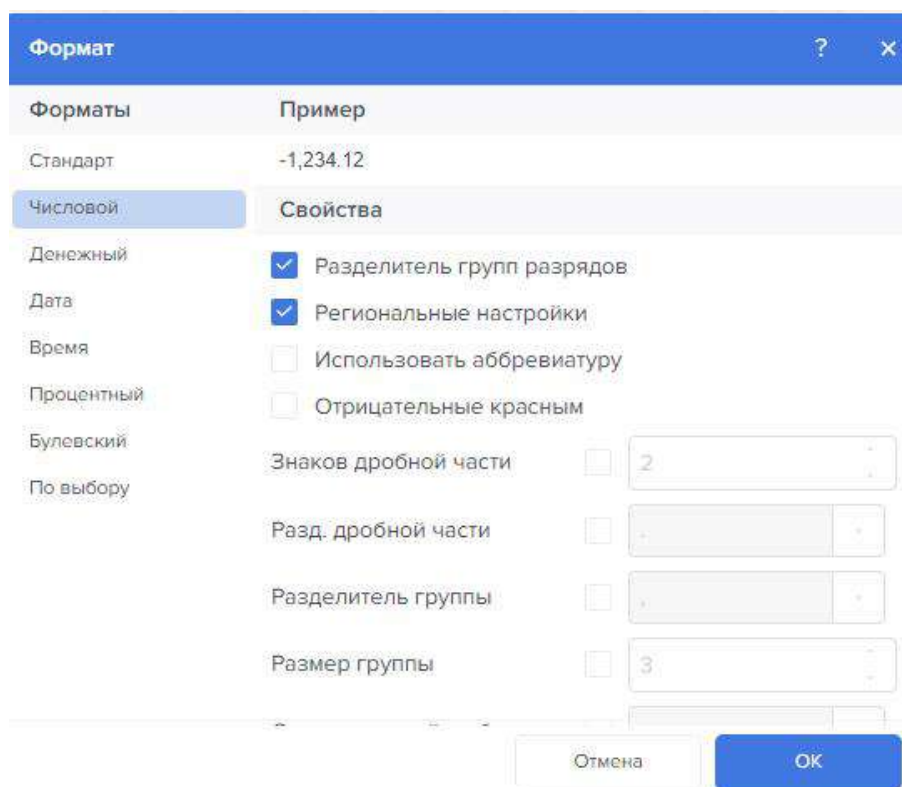 Формат ? ×
Форматы Пример
Стандарт -1,234.12
Числовой Свойства
Денежный Разделитель групп разрядов
Дата Региональные настройки
Время Использовать аббревиатуру
Процентный Отрицательные красным
Булевский Знаков дробной части 2
По выбору
Разд. дробной части .
Разделитель группы ,
Размер группы 3
Отмена OK